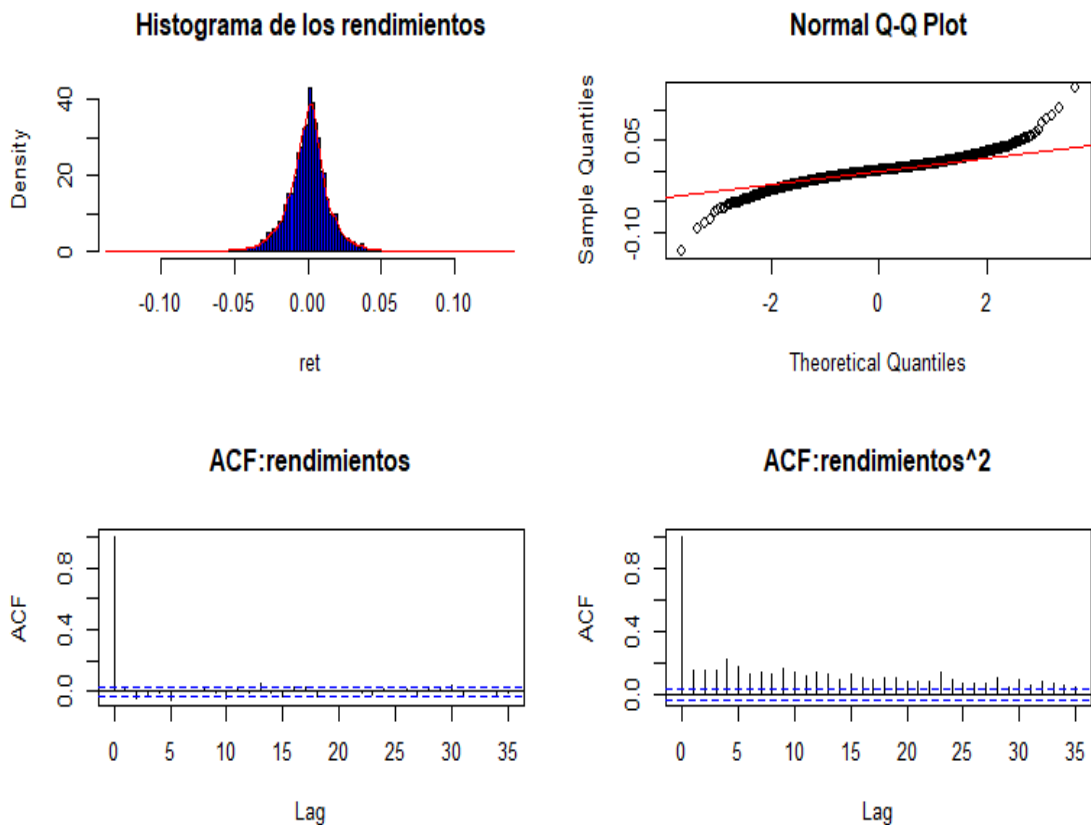 Histograma de los rendimientos
Density
0 20 40
-0.10 -0.05 0.00 0.05 0.10
ret
Normal Q-Q Plot
Sample Quantiles
-0.10 0.05
-2 0 2
Theoretical Quantiles
ACF:rendimientos
ACF
0.0 0.4 0.8
0 5 10 15 20 25 30 35
Lag
ACF:rendimientos^2
ACF
0.0 0.4 0.8
0 5 10 15 20 25 30 35
Lag